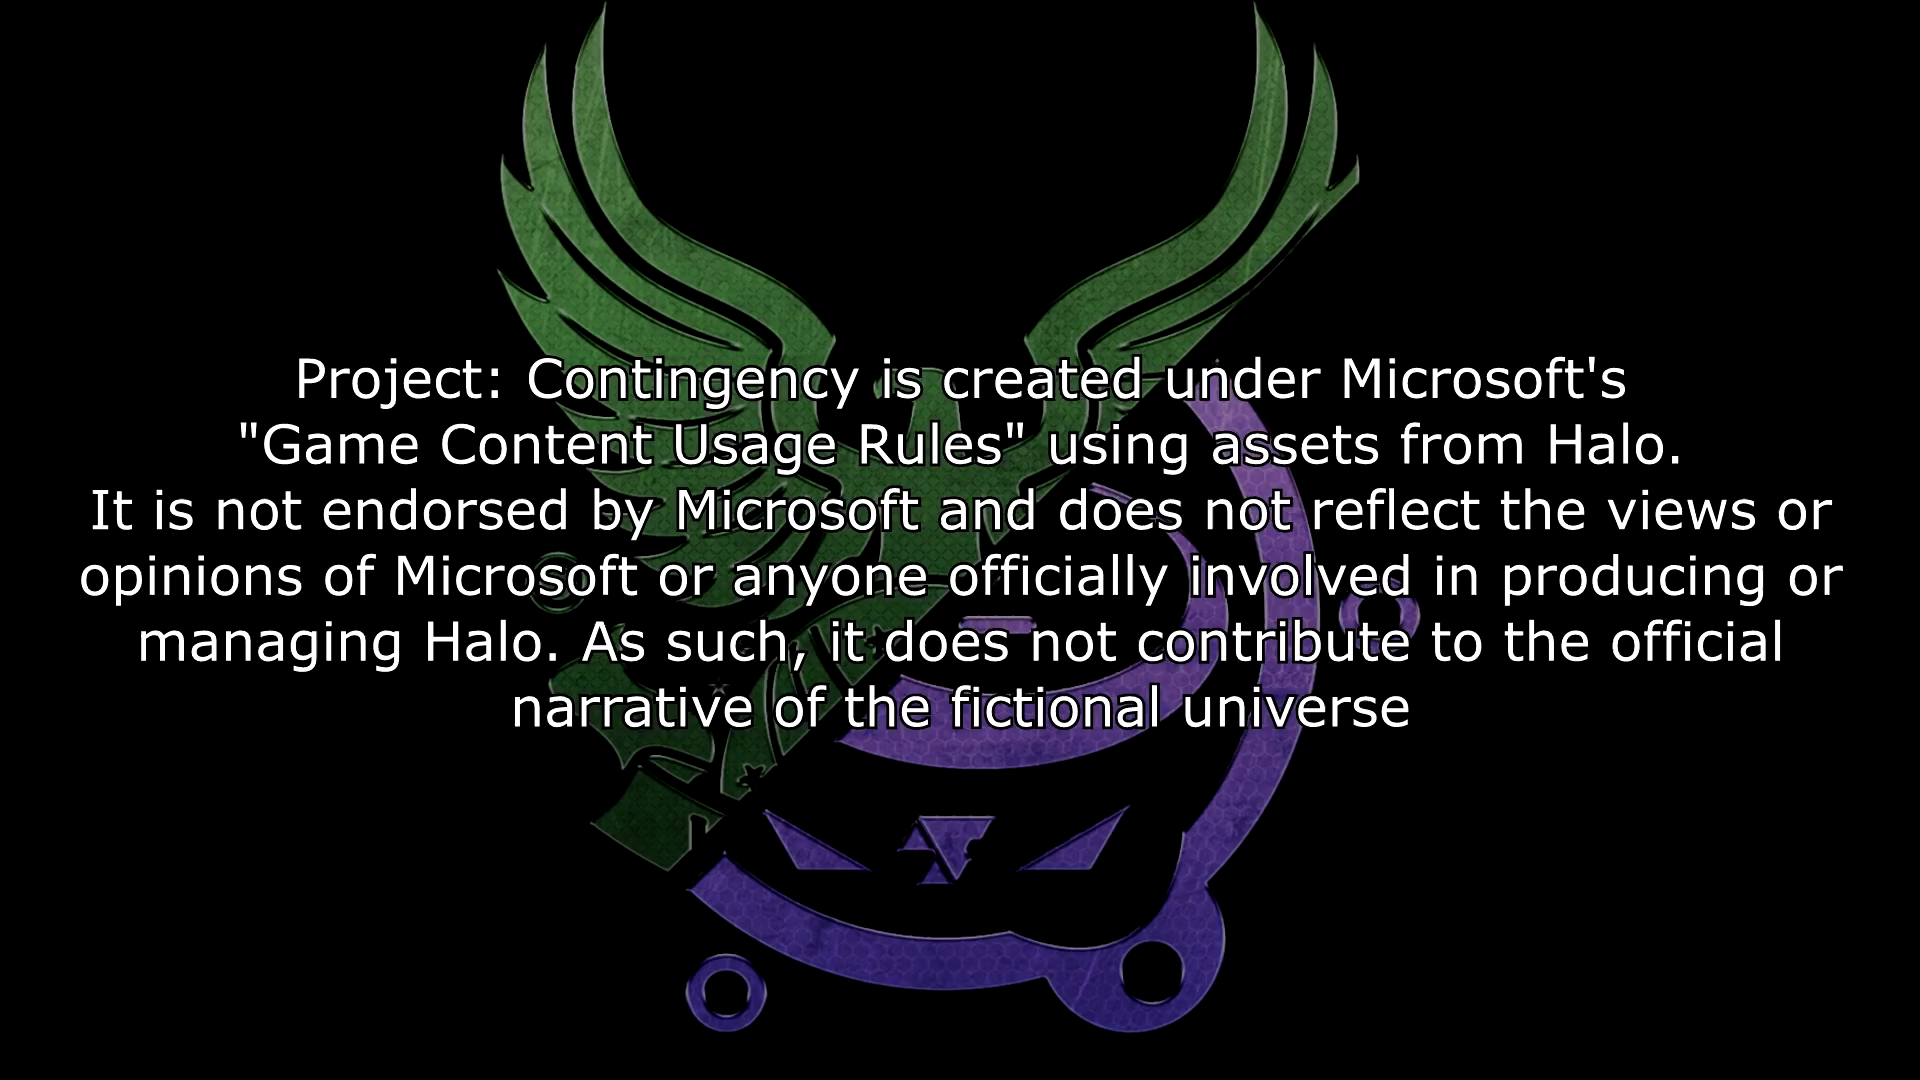 Project: Contingency is created under Microsoft's
"Game Content Usage Rules" using assets from Halo.
It is not endorsed by Microsoft and does not reflect the views or
opinions of Microsoft or anyone officially involved in producing or
managing Halo. As such, it does not contribute to the official
narrative of the fictional universe